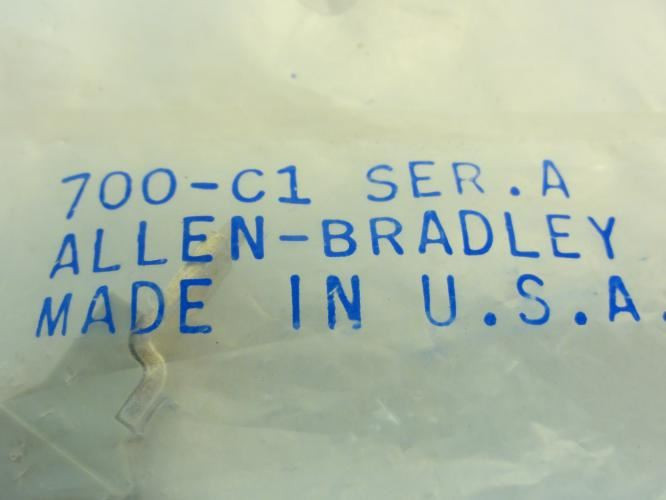 700-C1 SER.A
ALLEN-BRADLEY
MADE IN U.S.A.